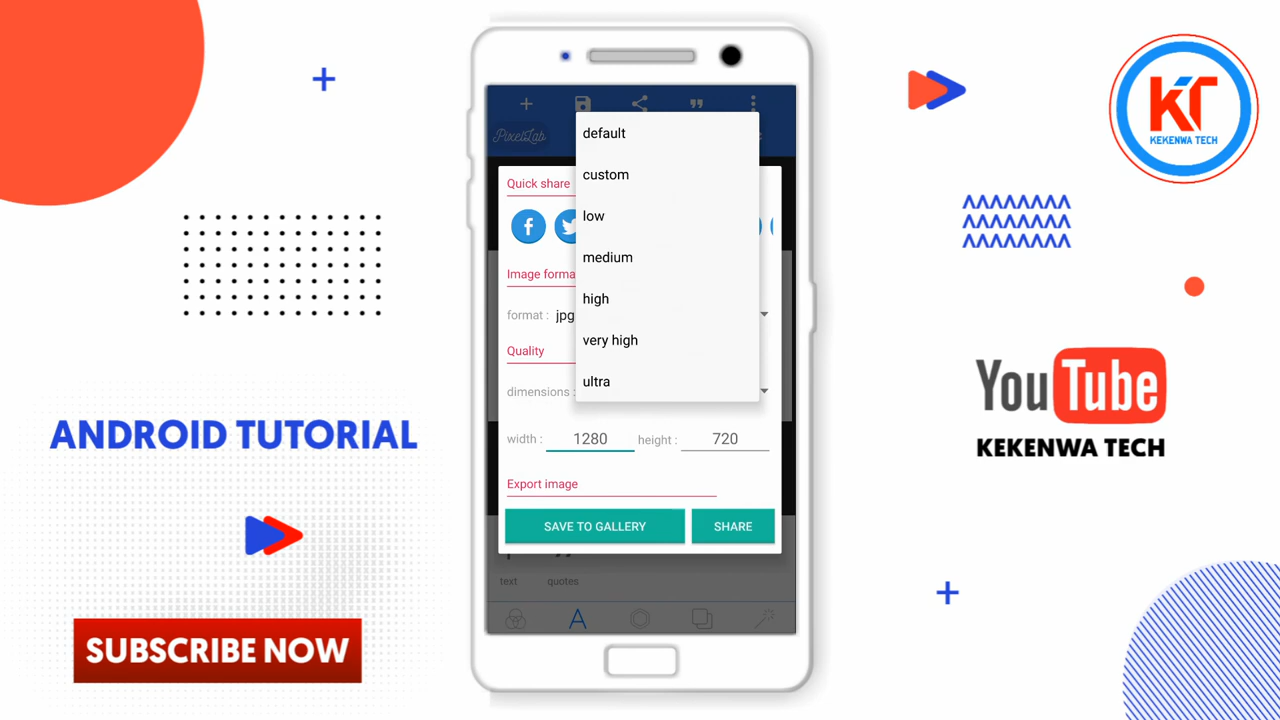 KT
KEKENWA TECH
PixelLab
default
custom
low
medium
high
very high
ultra
Quick share
Image forma
format : jpg
Quality
dimensions :
width : 1280 height : 720
Export image
SAVE TO GALLERY SHARE
text quotes
ANDROID TUTORIAL
SUBSCRIBE NOW
YouTube
KEKENWA TECH